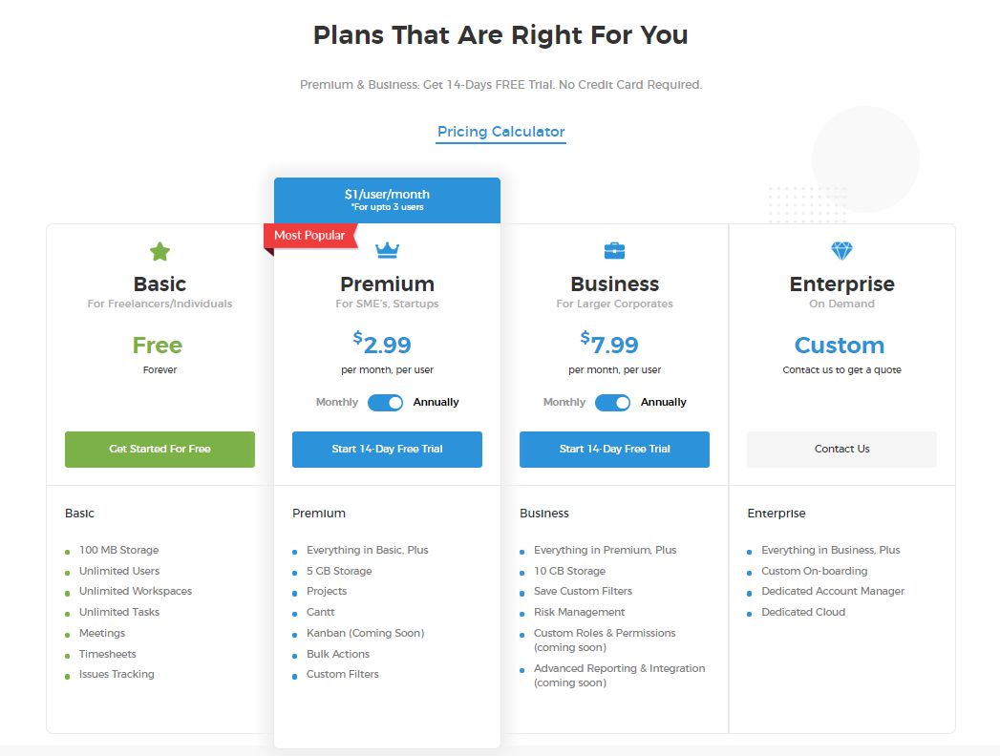 Plans That Are Right For You
Premium & Business: Get 14-Days FREE Trial. No Credit Card Required.
Pricing Calculator
$1/user/month
*For upto 3 users
Most Popular
Basic
For Freelancers/Individuals
Free
Forever
Get Started For Free
Premium
For SME's, Startups
$2.99
per month, per user
Monthly Annually
Start 14-Day Free Trial
Business
For Larger Corporates
$7.99
per month, per user
Monthly Annually
Start 14-Day Free Trial
Enterprise
On Demand
Custom
Contact us to get a quote
Contact Us
Basic
100 MB Storage
Unlimited Users
Unlimited Workspaces
Unlimited Tasks
Meetings
Timesheets
Issues Tracking
Premium
Everything in Basic, Plus
5 GB Storage
Projects
Gantt
Kanban (Coming Soon)
Bulk Actions
Custom Filters
Business
Everything in Premium, Plus
10 GB Storage
Save Custom Filters
Risk Management
Custom Roles & Permissions
(coming soon)
Advanced Reporting & Integration
(coming soon)
Enterprise
Everything in Business, Plus
Custom On-boarding
Dedicated Account Manager
Dedicated Cloud